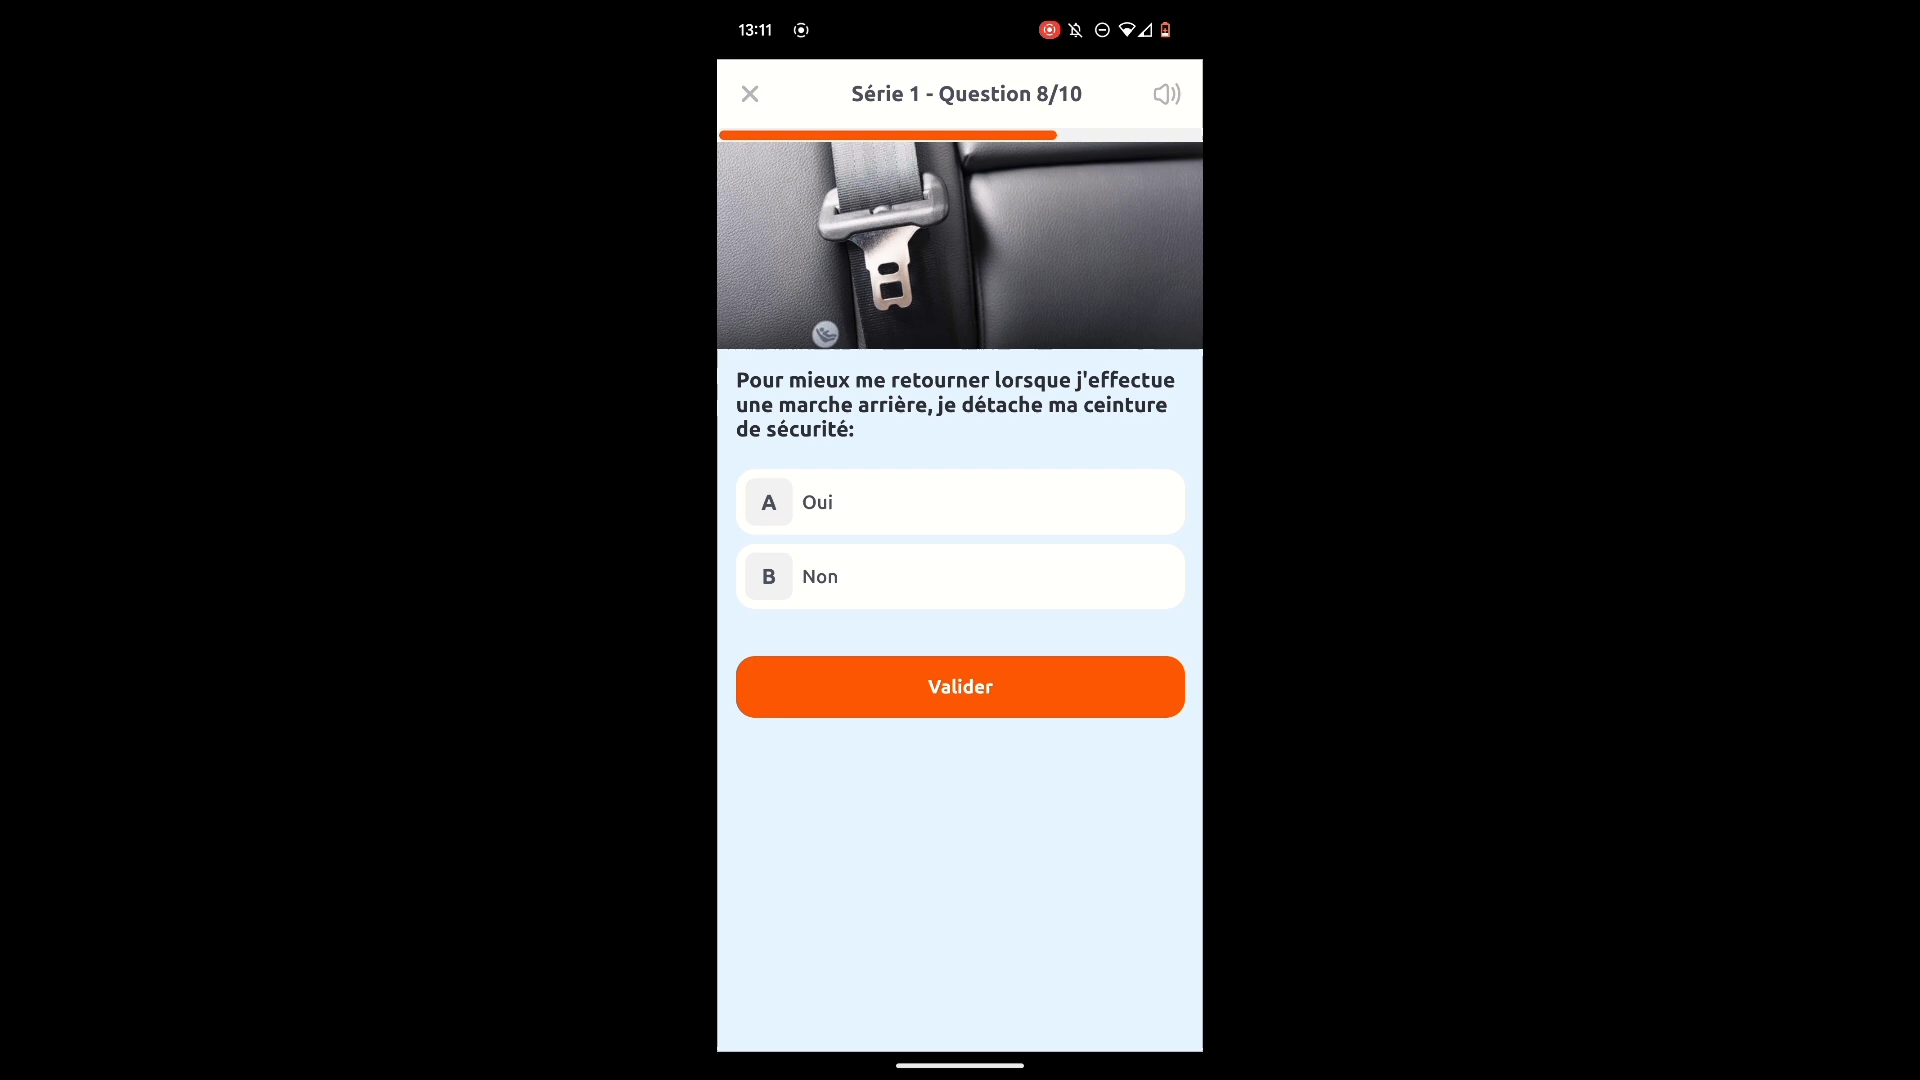 13:11
Série 1 - Question 8/10
Pour mieux me retourner lorsque j'effectue
une marche arrière, je détache ma ceinture
de sécurité:
A Oui
B Non
Valider